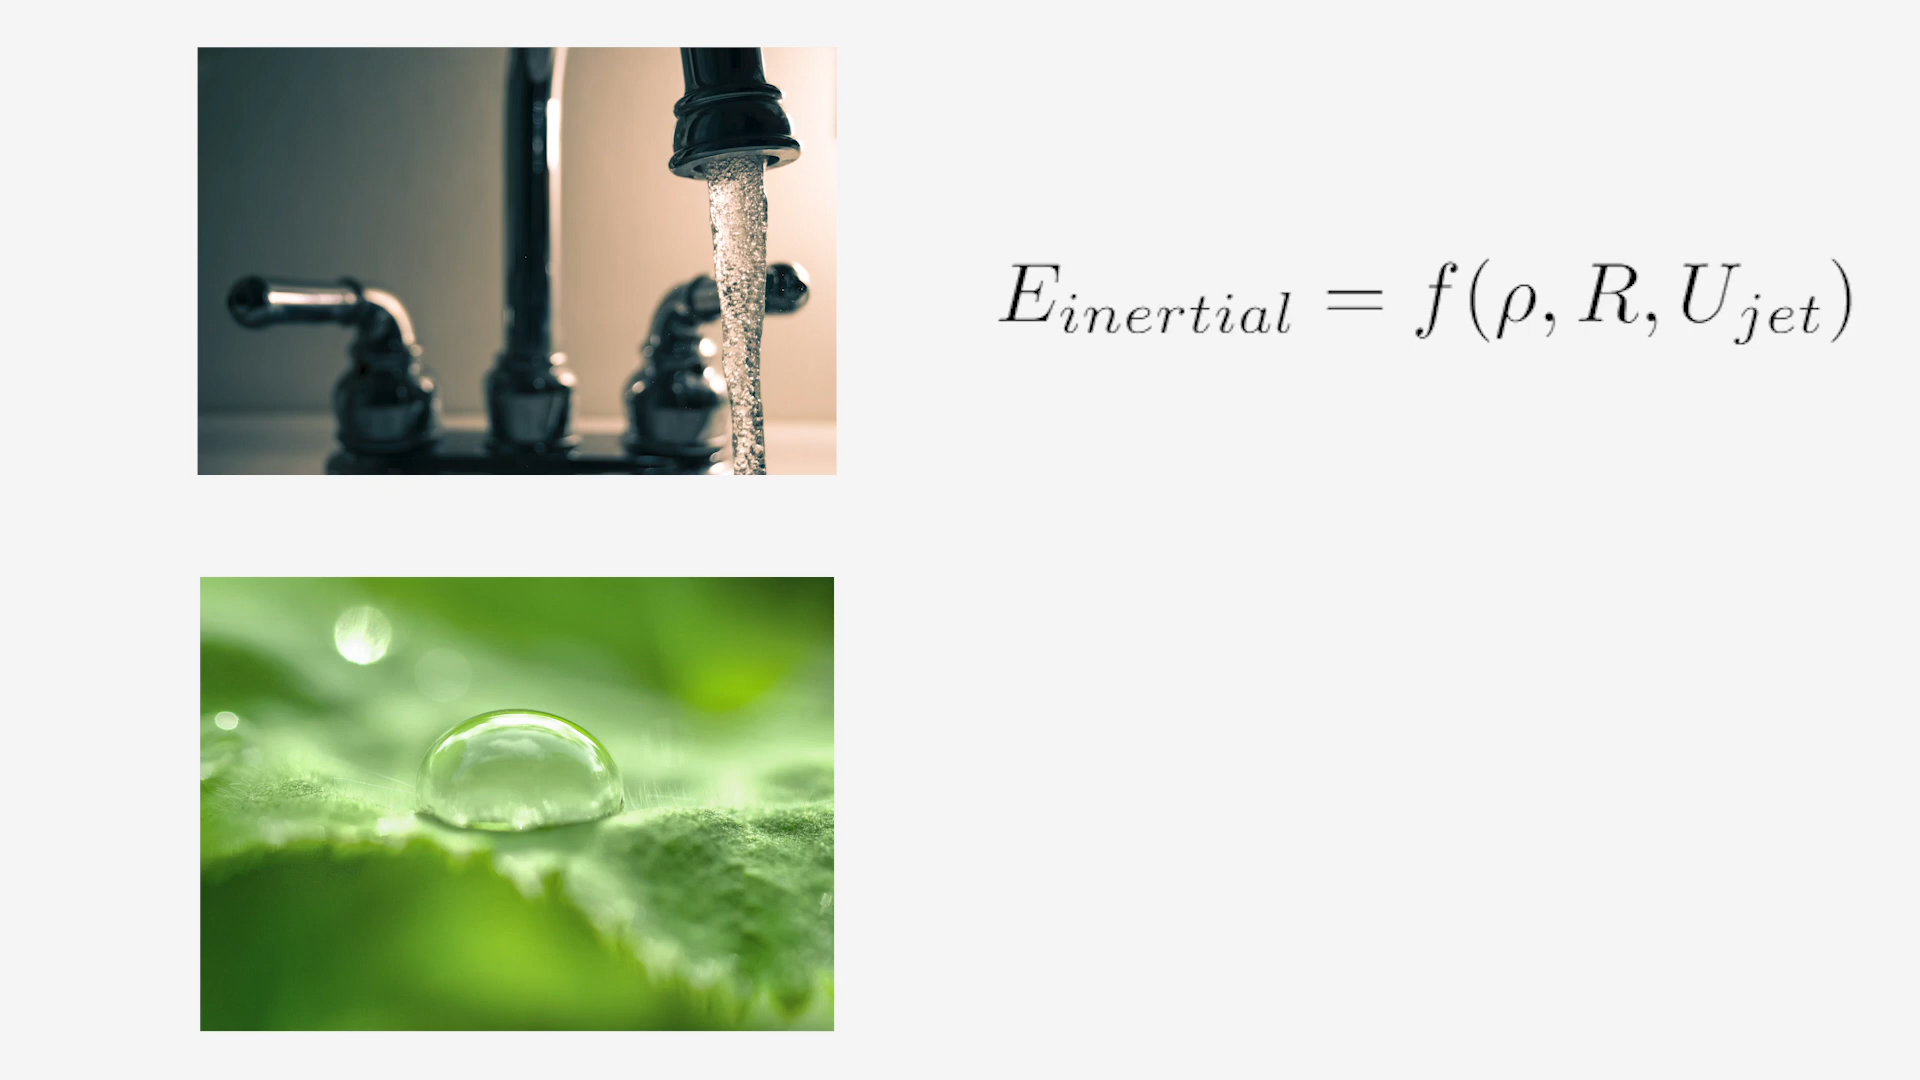 E_{inertial} = f(ρ, R, U_{jet})